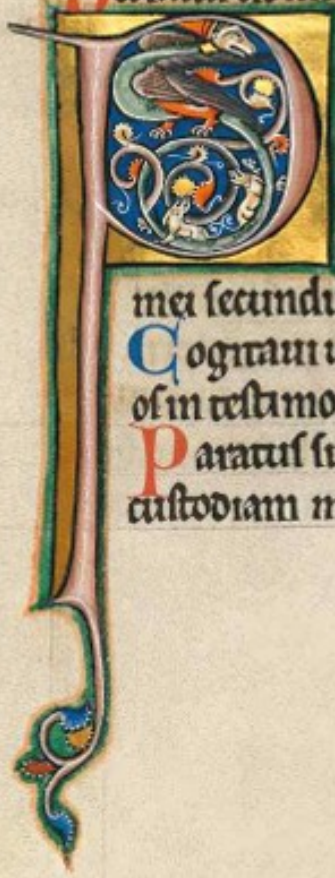 P
mei secundu
Cogitaui u
os in testimo
Paratus su
custodiam m